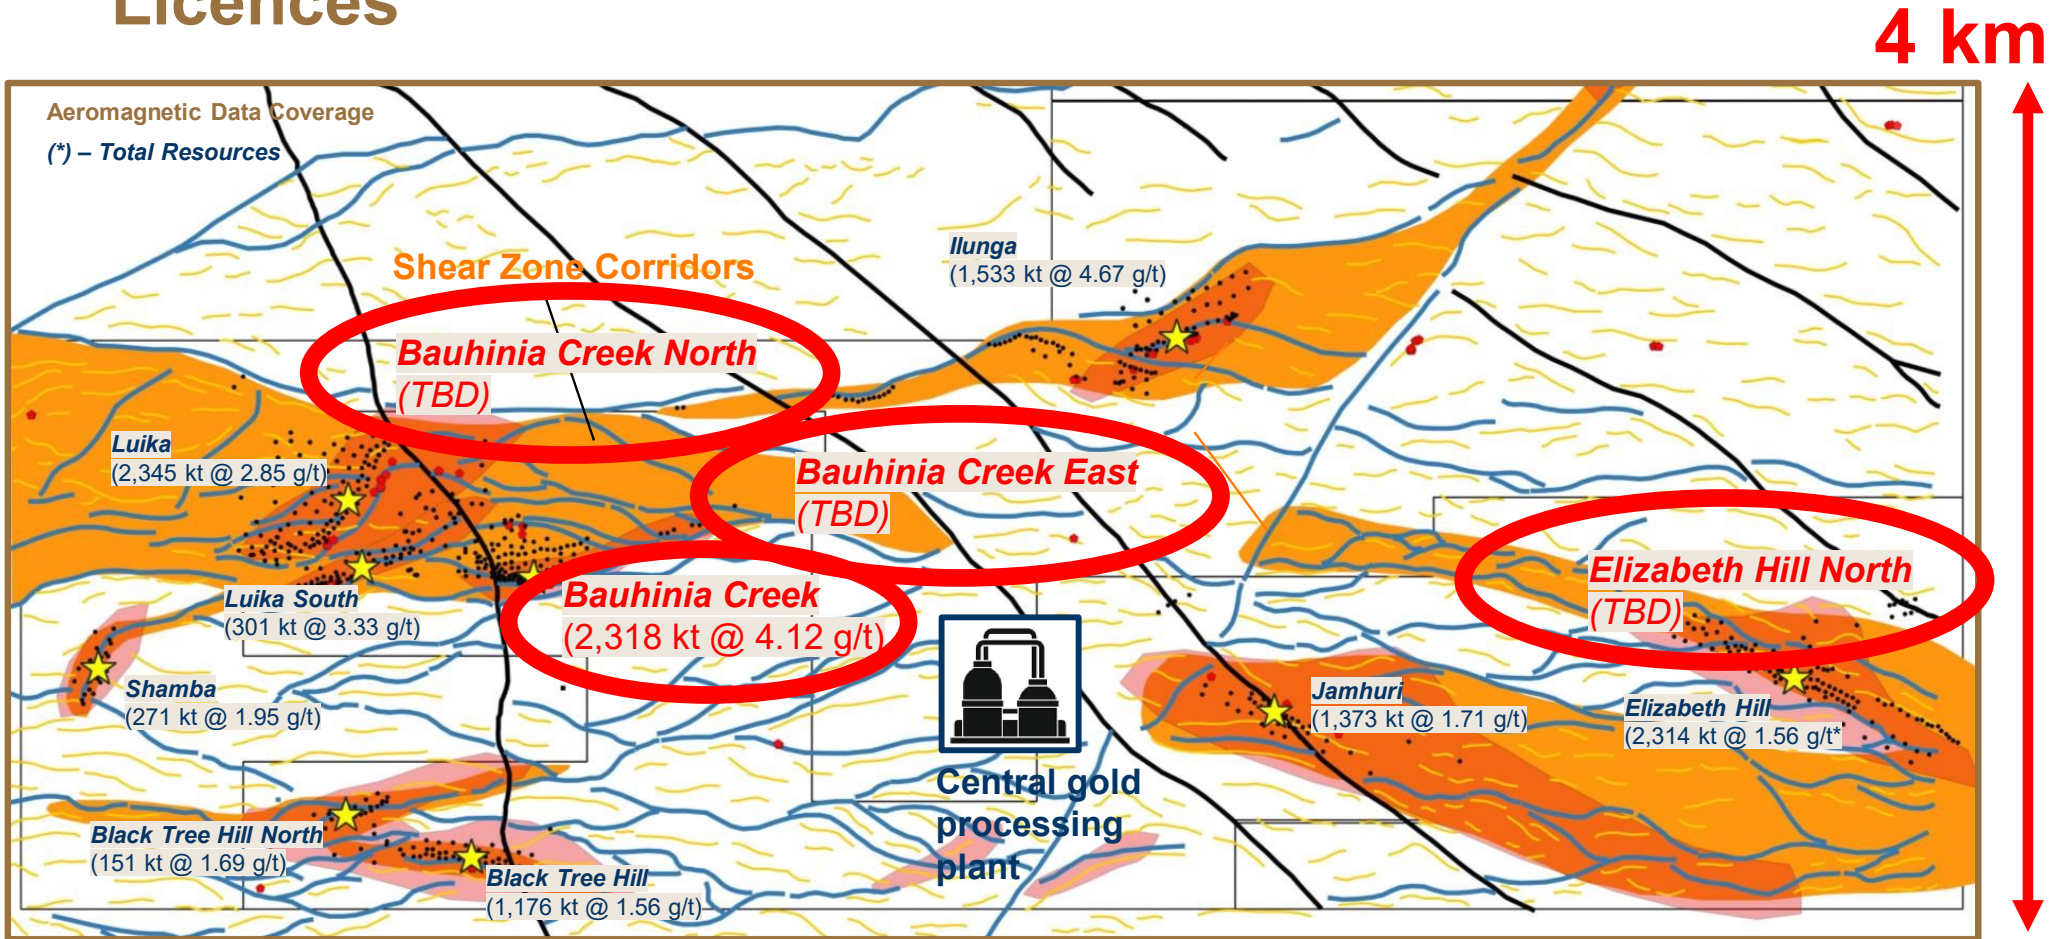 Licences
4 km
Aeromagnetic Data Coverage
(*) – Total Resources
Shear Zone Corridors
Ilunga
(1,533 kt @ 4.67 g/t)
Bauhinia Creek North
(TBD)
Luika
(2,345 kt @ 2.85 g/t)
Bauhinia Creek East
(TBD)
Elizabeth Hill North
(TBD)
Luika South
(301 kt @ 3.33 g/t)
Bauhinia Creek
(2,318 kt @ 4.12 g/t)
Shamba
(271 kt @ 1.95 g/t)
Jamhuri
(1,373 kt @ 1.71 g/t)
Elizabeth Hill
(2,314 kt @ 1.56 g/t*
Central gold
processing
plant
Black Tree Hill North
(151 kt @ 1.69 g/t)
Black Tree Hill
(1,176 kt @ 1.56 g/t)